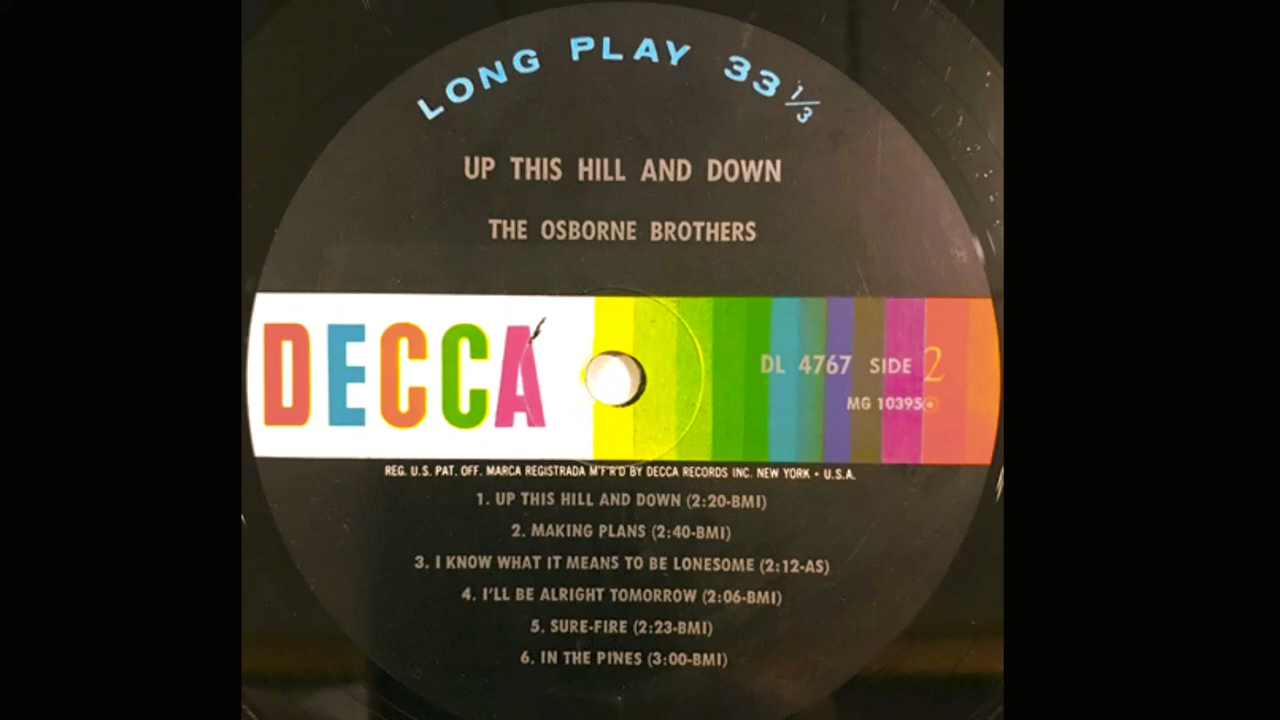 LONG PLAY 33 1/3
UP THIS HILL AND DOWN
THE OSBORNE BROTHERS
DECCA
DL 4767 SIDE 2
MG 10395
REG. U.S. PAT. OFF. MARCA REGISTRADA M'F'R'D BY DECCA RECORDS INC. NEW YORK • U.S.A.
1. UP THIS HILL AND DOWN (2:20-BMI)
2. MAKING PLANS (2:40-BMI)
3. I KNOW WHAT IT MEANS TO BE LONESOME (2:12-AS)
4. I'LL BE ALRIGHT TOMORROW (2:06-BMI)
5. SURE-FIRE (2:23-BMI)
6. IN THE PINES (3:00-BMI)